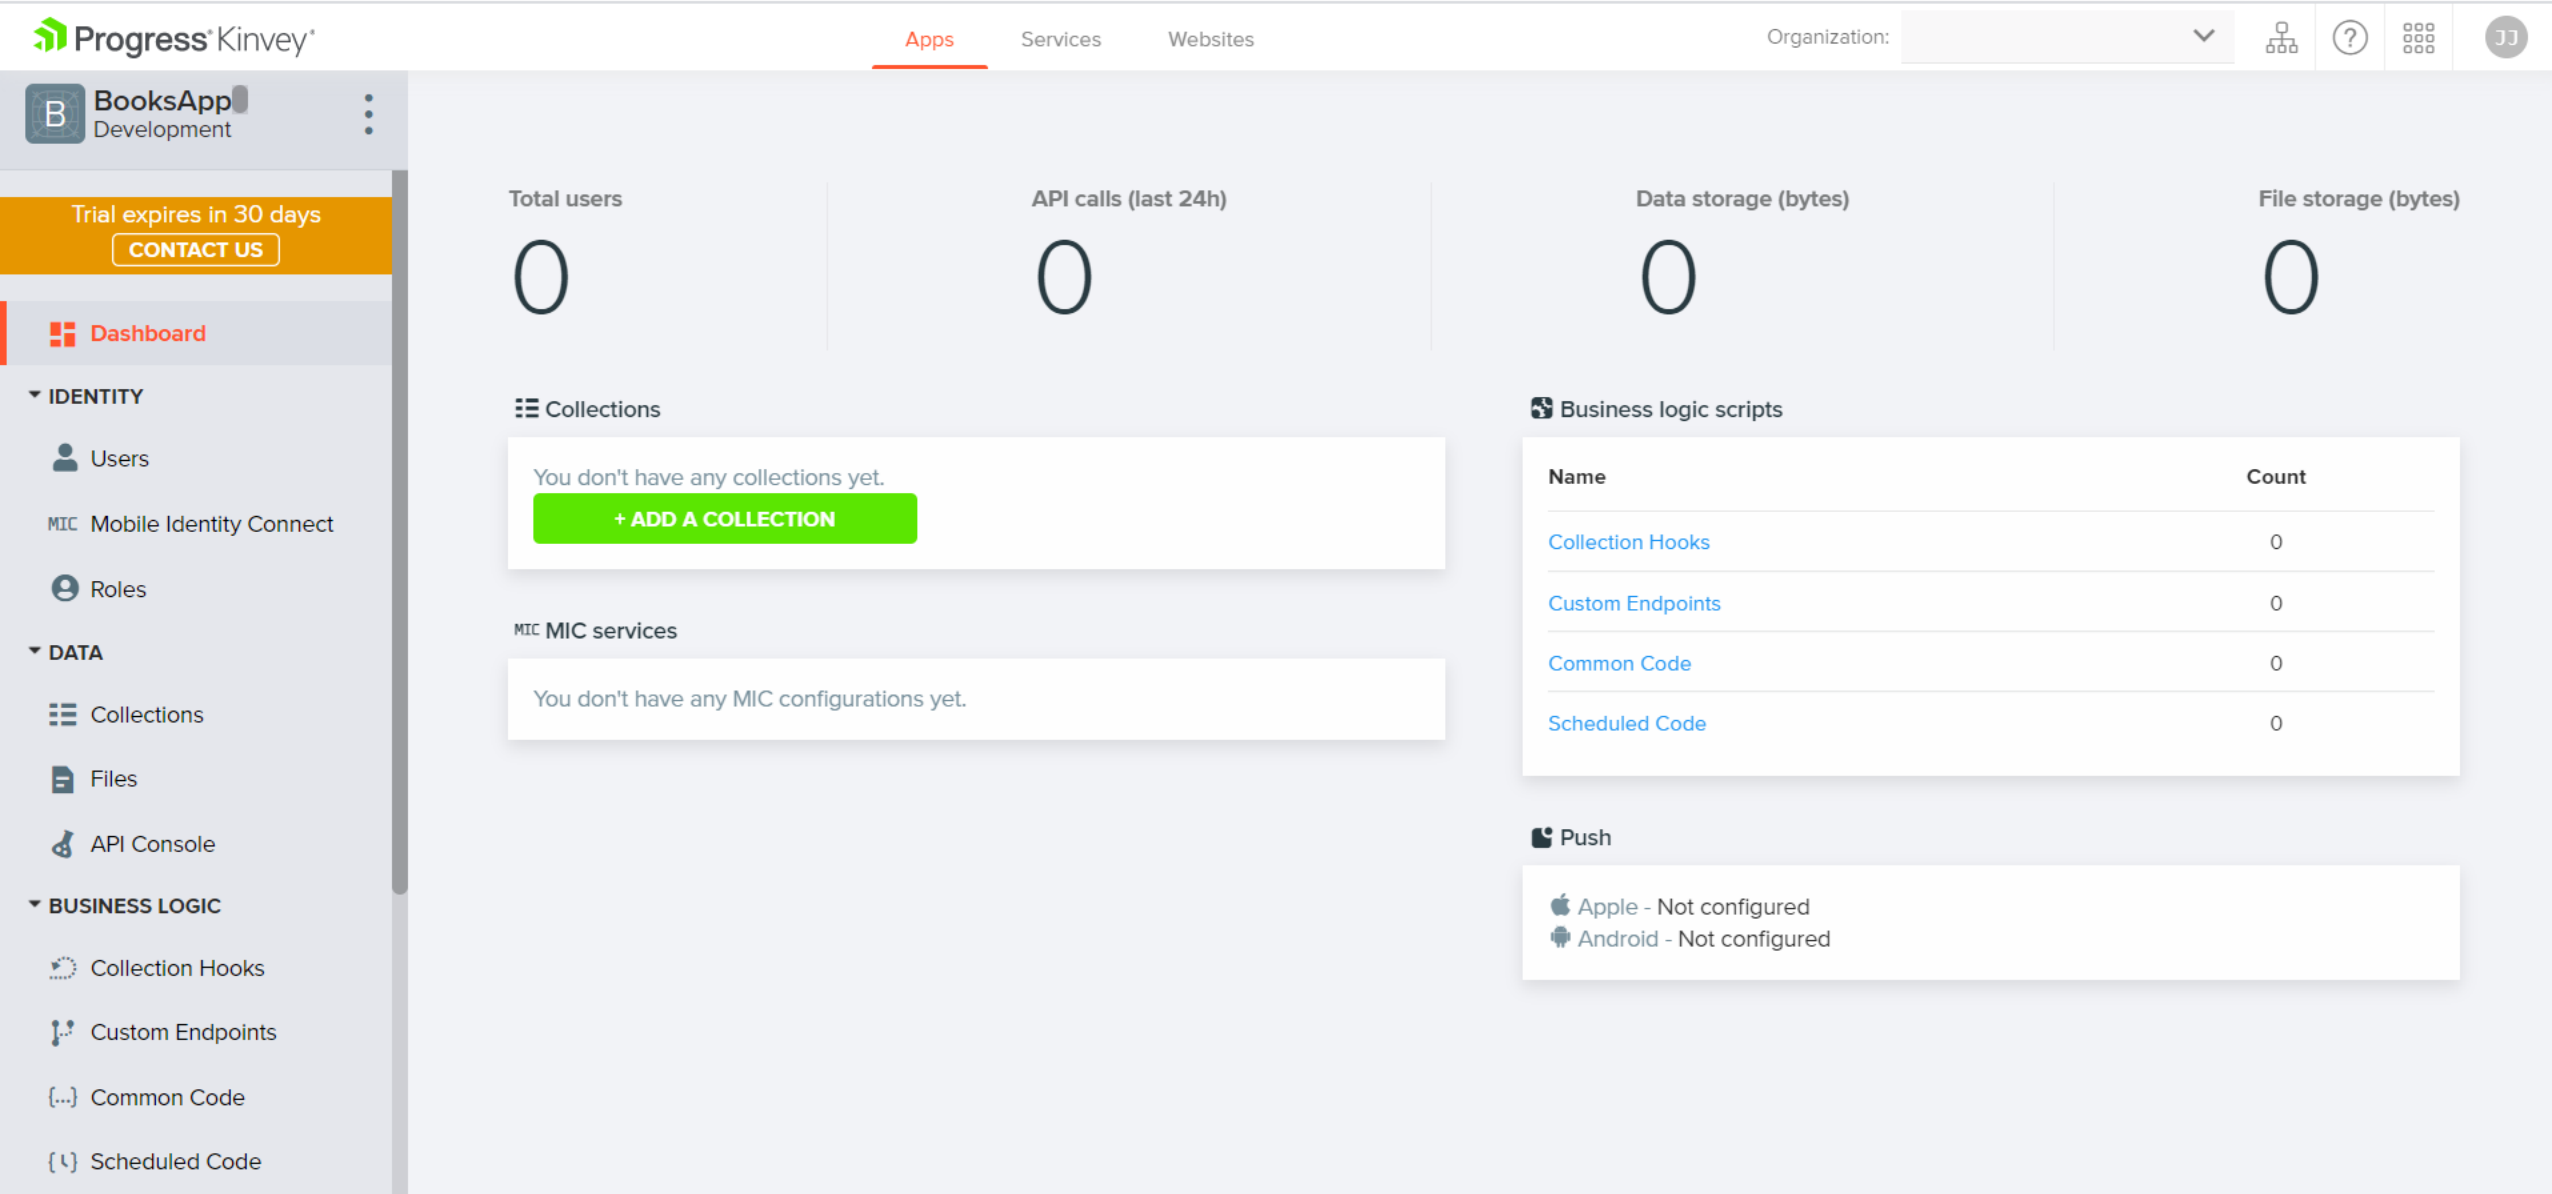 Progress Kinvey
Apps
Services
Websites
Organization:
?
JJ
B
BooksApp
Development
Trial expires in 30 days
CONTACT US
Dashboard
IDENTITY
Users
MIC Mobile Identity Connect
Roles
DATA
Collections
Files
API Console
BUSINESS LOGIC
Collection Hooks
Custom Endpoints
{...} Common Code
Scheduled Code
Total users
0
API calls (last 24h)
0
Data storage (bytes)
0
File storage (bytes)
0
Collections
You don't have any collections yet.
+ ADD A COLLECTION
MIC MIC services
You don't have any MIC configurations yet.
Business logic scripts
Name Count
Collection Hooks 0
Custom Endpoints 0
Common Code 0
Scheduled Code 0
Push
Apple - Not configured
Android - Not configured